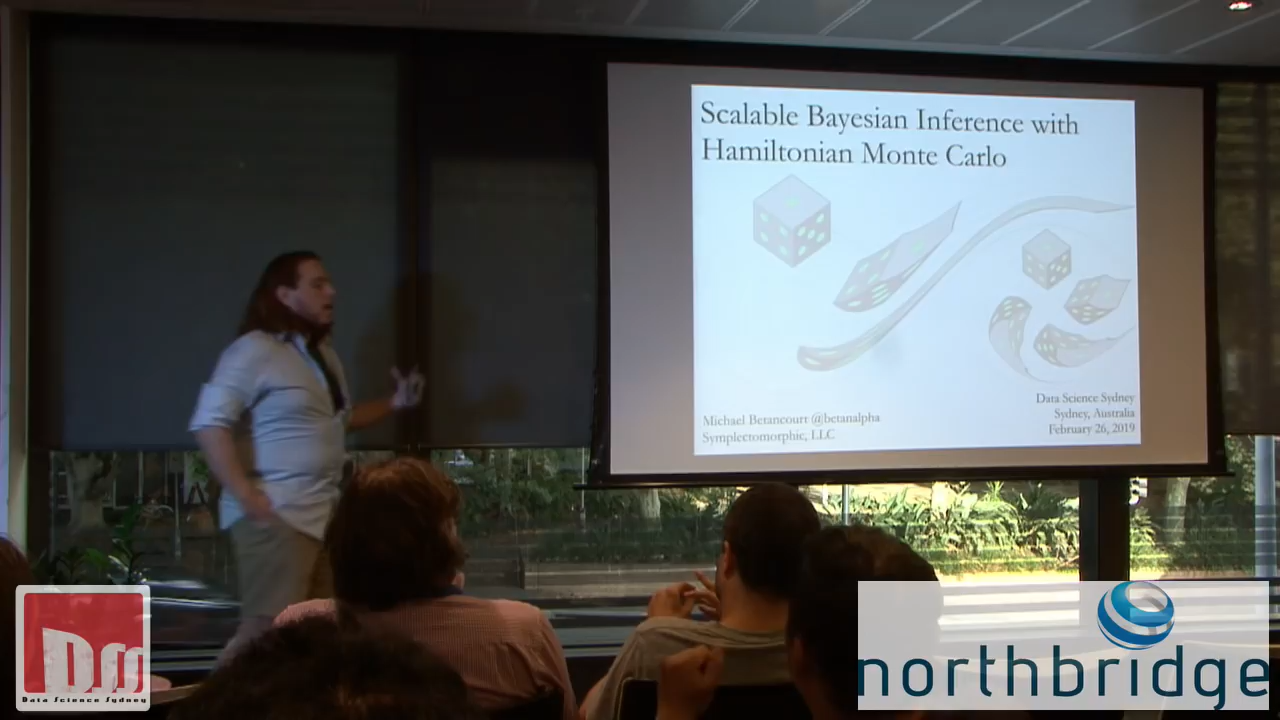 Scalable Bayesian Inference with
Hamiltonian Monte Carlo
Michael Betancourt @betanalpha
Symplectomorphic, LLC
Data Science Sydney
Sydney, Australia
February 26, 2019
Data Science Sydney
northbridge